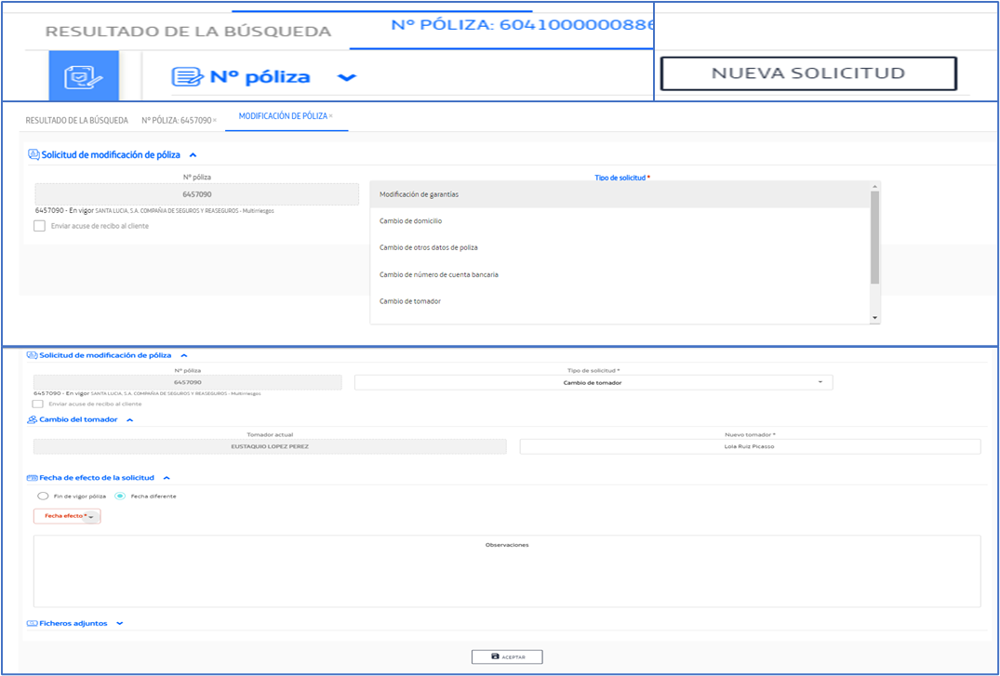 RESULTADO DE LA BÚSQUEDA
Nº PÓLIZA: 60410000000886
Nº póliza
NUEVA SOLICITUD
RESULTADO DE LA BÚSQUEDA Nº PÓLIZA: 6457090 × MODIFICACIÓN DE PÓLIZA ×
Solicitud de modificación de póliza
Nº póliza
Tipo de solicitud *
6457090
Modificación de garantías
6457090 - En vigor SANTA LUCIA, S.A. COMPAÑIA DE SEGUROS Y REASEGUROS - Multirriesgos
Enviar acuse de recibo al cliente
Cambio de domicilio
Cambio de otros datos de poliza
Cambio de número de cuenta bancaria
Cambio de tomador
Solicitud de modificación de póliza
Nº póliza
Tipo de solicitud *
6457090
Cambio de tomador
6457090 - En vigor SANTA LUCIA, S.A. COMPAÑIA DE SEGUROS Y REASEGUROS - Multirriesgos
Enviar acuse de recibo al cliente
Cambio del tomador
Tomador actual
Nuevo tomador *
EUSTAQUIO LOPEZ PEREZ
Lola Ruiz Picasso
Fecha de efecto de la solicitud
Fin de vigor póliza Fecha diferente
Fecha efecto *
Observaciones
Ficheros adjuntos
ACEPTAR